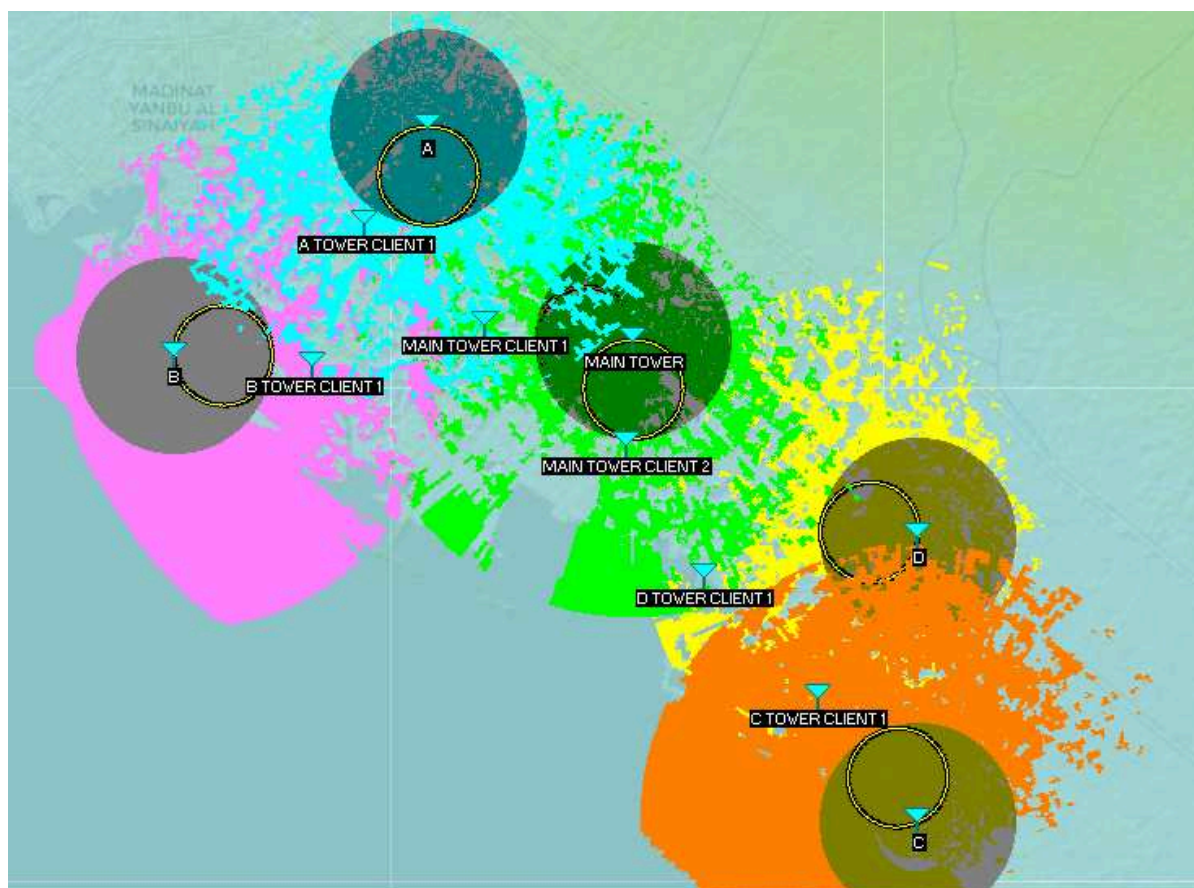 MADINAT
YANBU AL
SINAIYAH
A
A TOWER CLIENT 1
MAIN TOWER CLIENT 1
MAIN TOWER
B
B TOWER CLIENT 1
MAIN TOWER CLIENT 2
D
D TOWER CLIENT 1
C TOWER CLIENT 1
C